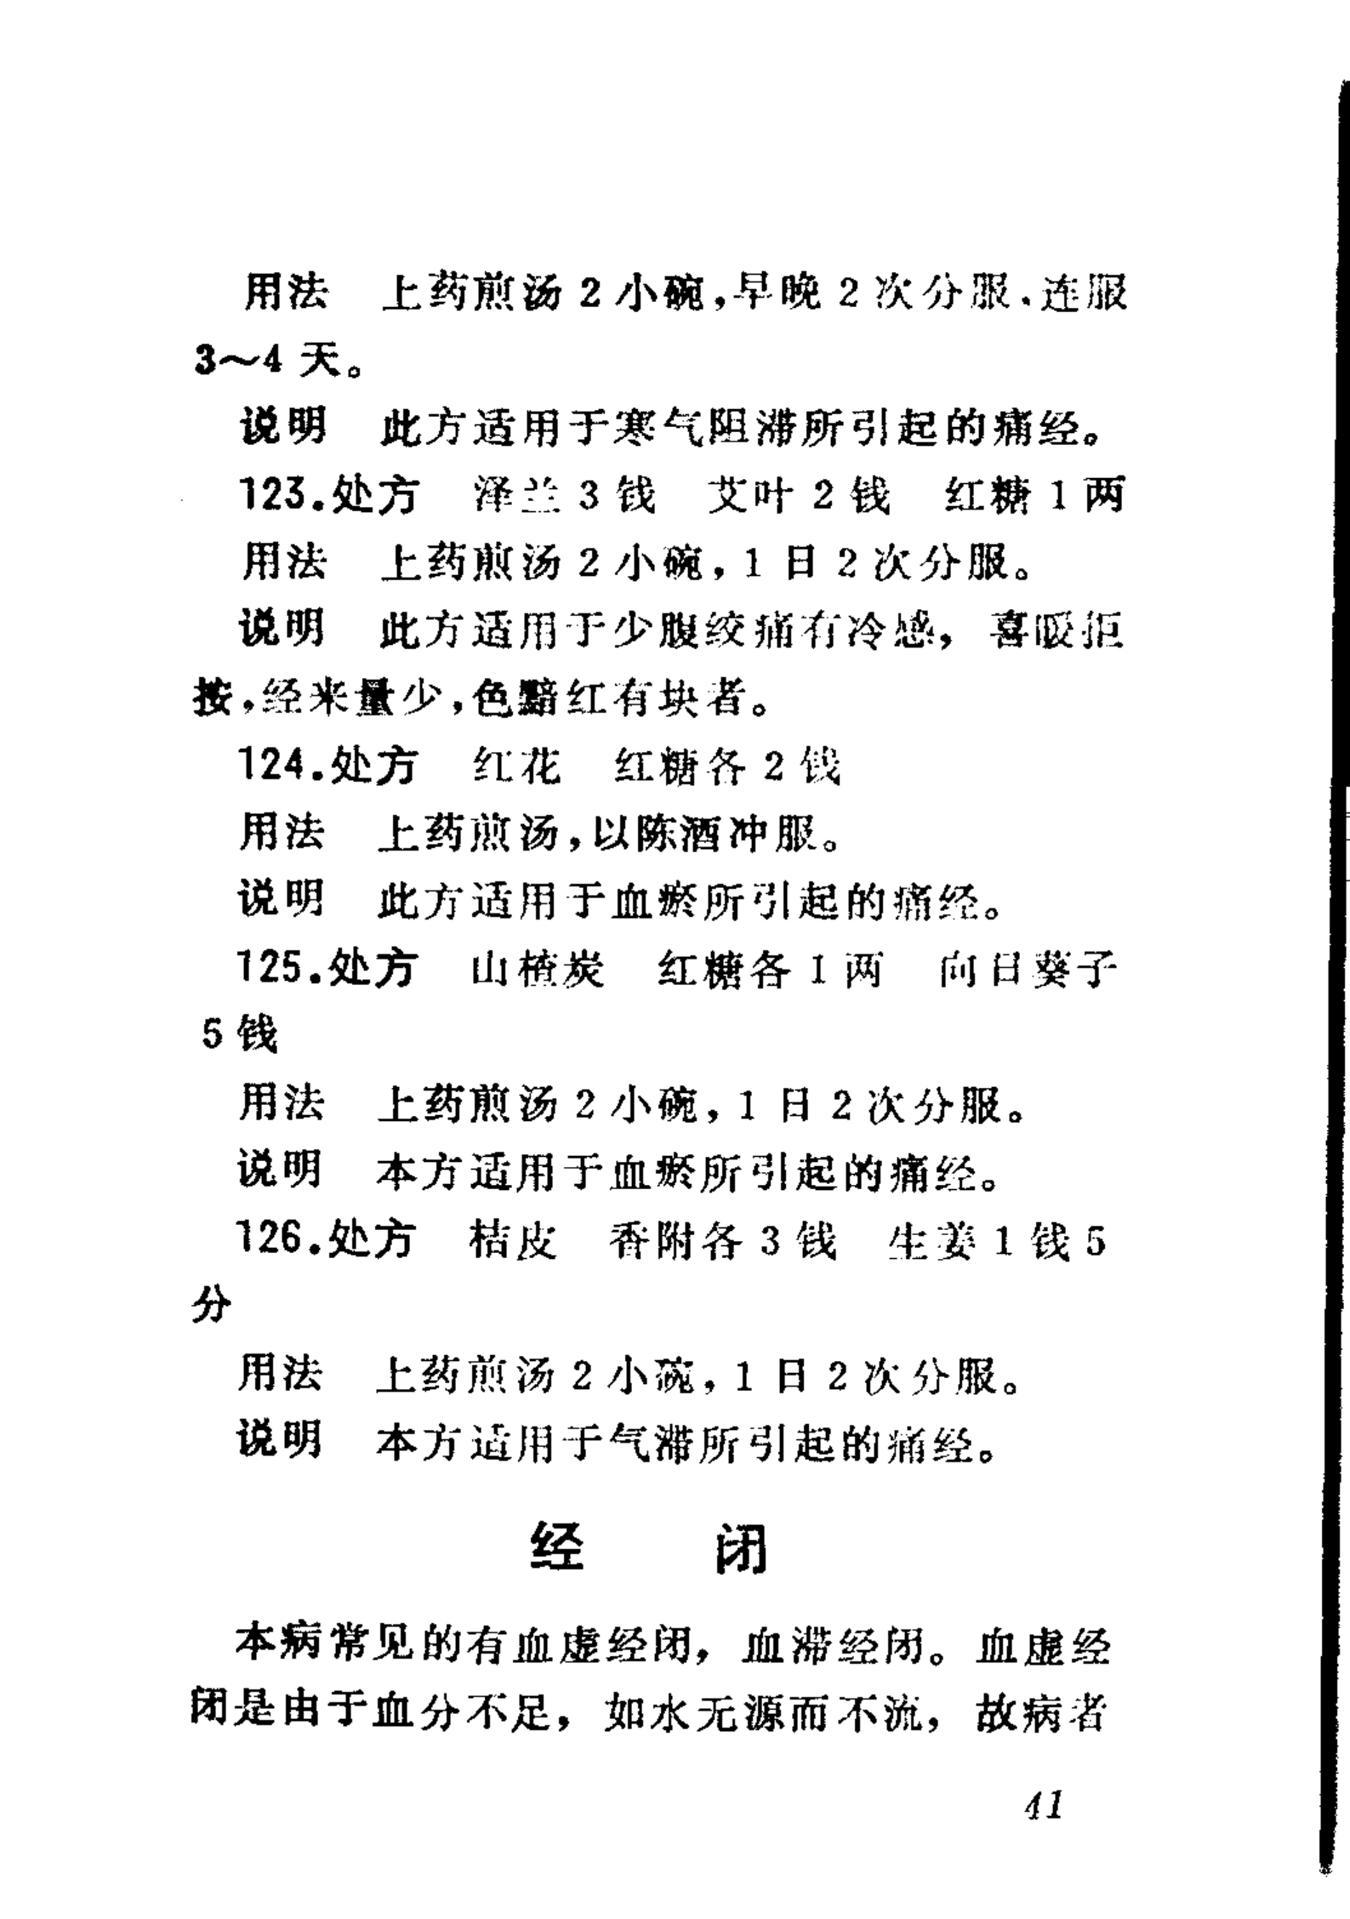 用法　上药煎汤2小碗，早晚2次分服、连服
3～4天。
说明　此方适用于寒气阻滞所引起的痛经。
123.处方　泽兰3钱　艾叶2钱　红糖1两
用法　上药煎汤2小碗，1日2次分服。
说明　此方适用于少腹绞痛有冷感，喜暖拒
按，经来量少，色黯红有块者。
124.处方　红花　红糖各2钱
用法　上药煎汤，以陈酒冲服。
说明　此方适用于血瘀所引起的痛经。
125.处方　山楂炭　红糖各1两　向日葵子
5钱
用法　上药煎汤2小碗，1日2次分服。
说明　本方适用于血瘀所引起的痛经。
126.处方　桔皮　香附各3钱　生姜1钱5
分
用法　上药煎汤2小碗，1日2次分服。
说明　本方适用于气滞所引起的痛经。
经　闭
本病常见的有血虚经闭，血滞经闭。血虚经
闭是由于血分不足，如水无源而不流，故病者
41